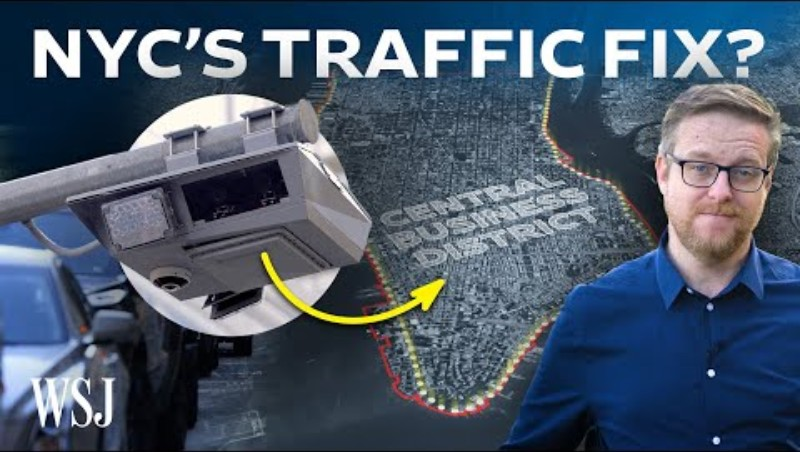 NYC'S TRAFFIC FIX?
CENTRAL
BUSINESS
DISTRICT
WSJ